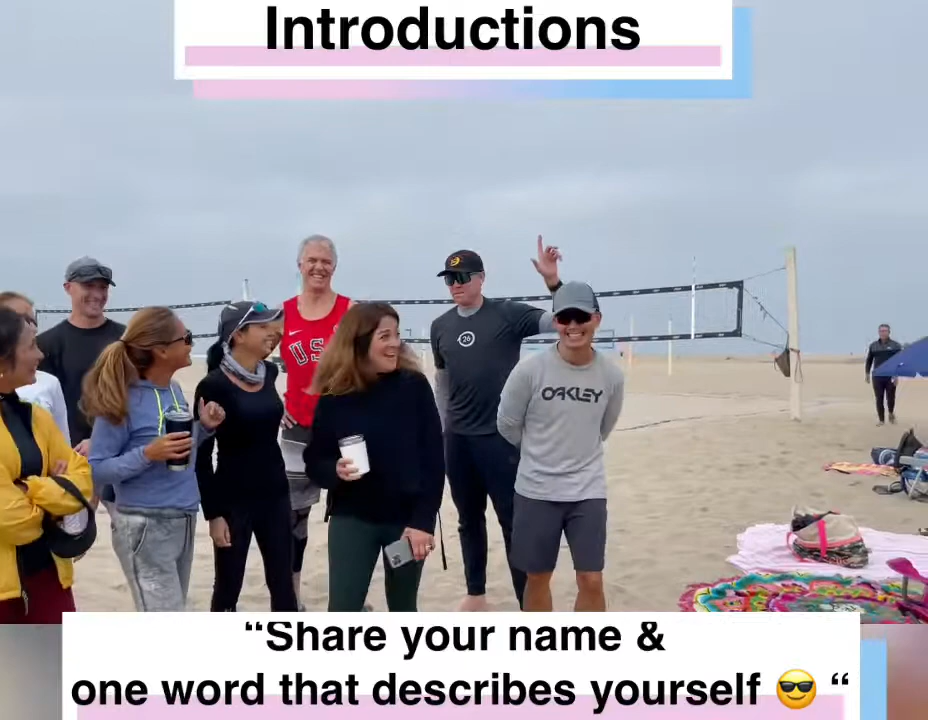 Introductions
26
USA
OAKLEY
“Share your name &
one word that describes yourself 😎 “